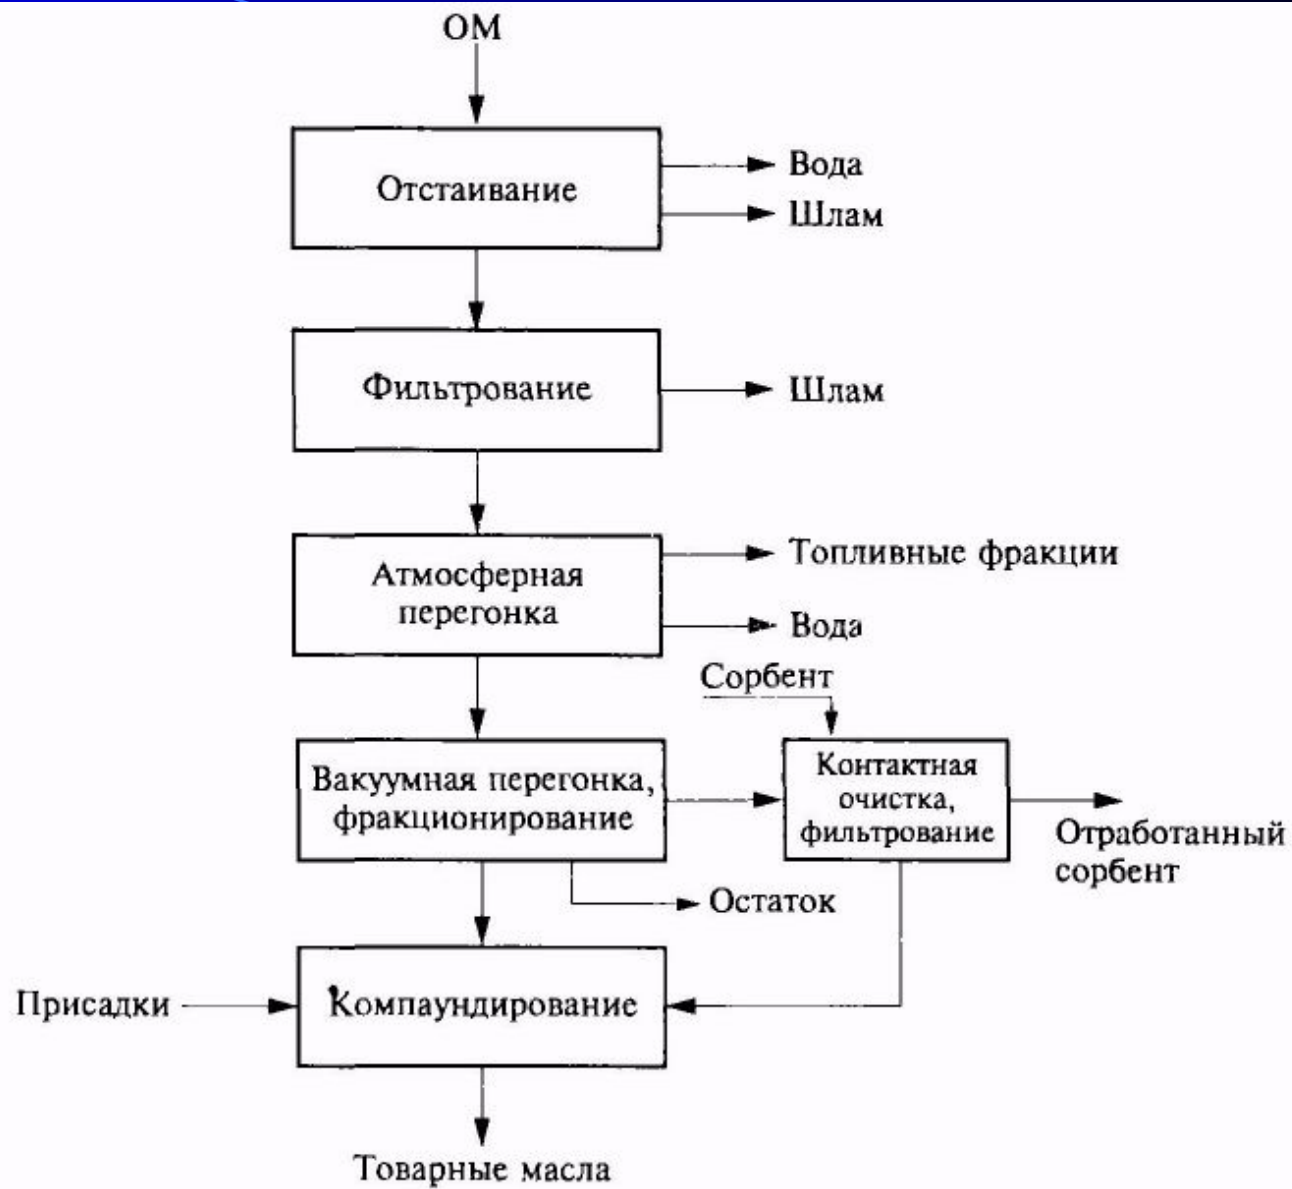 ОМ
Отстаивание
Вода
Шлам
Фильтрование
Шлам
Атмосферная
перегонка
Топливные фракции
Вода
Сорбент
Вакуумная перегонка,
фракционирование
Контактная
очистка,
фильтрование
Отработанный
сорбент
Остаток
Присадки
Компаундирование
Товарные масла